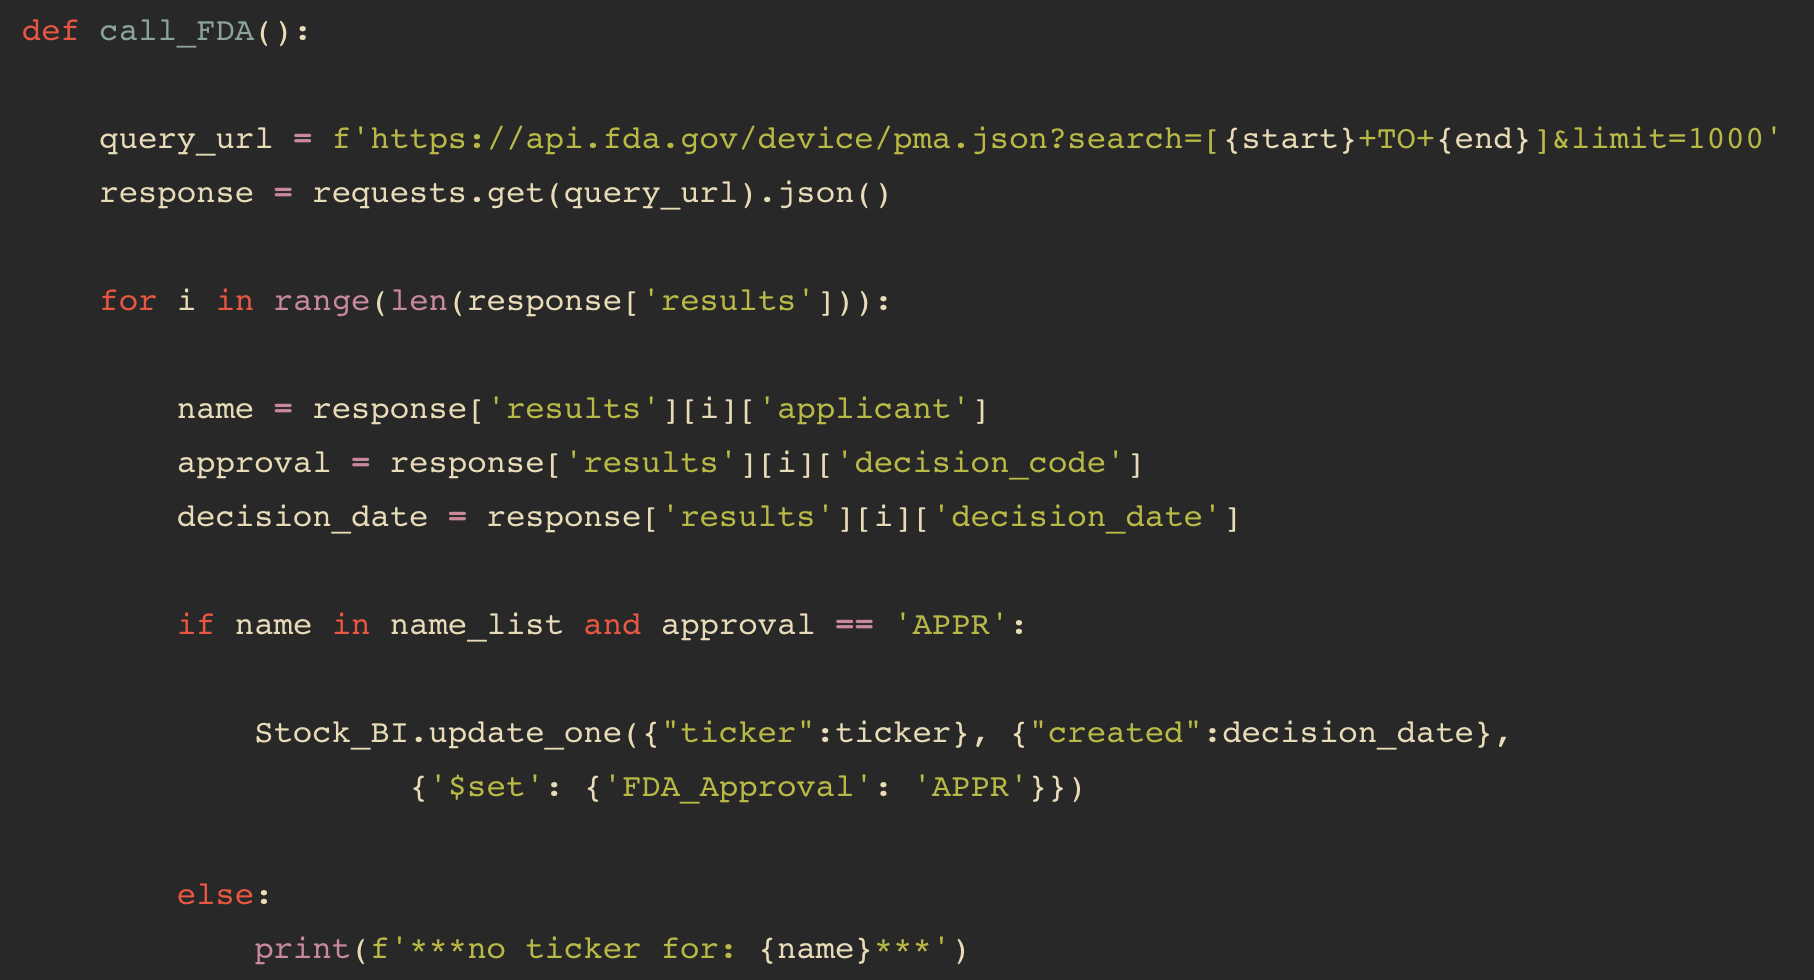 def call_FDA():
query_url = f'https://api.fda.gov/device/pma.json?search=[{start}+TO+{end}]&limit=1000'
response = requests.get(query_url).json()
for i in range(len(response['results'])):
name = response['results'][i]['applicant']
approval = response['results'][i]['decision_code']
decision_date = response['results'][i]['decision_date']
if name in name_list and approval == 'APPR':
Stock_BI.update_one({"ticker":ticker}, {"created":decision_date},
{'$set': {'FDA_Approval': 'APPR'}})
else:
print(f'***no ticker for: {name}***')